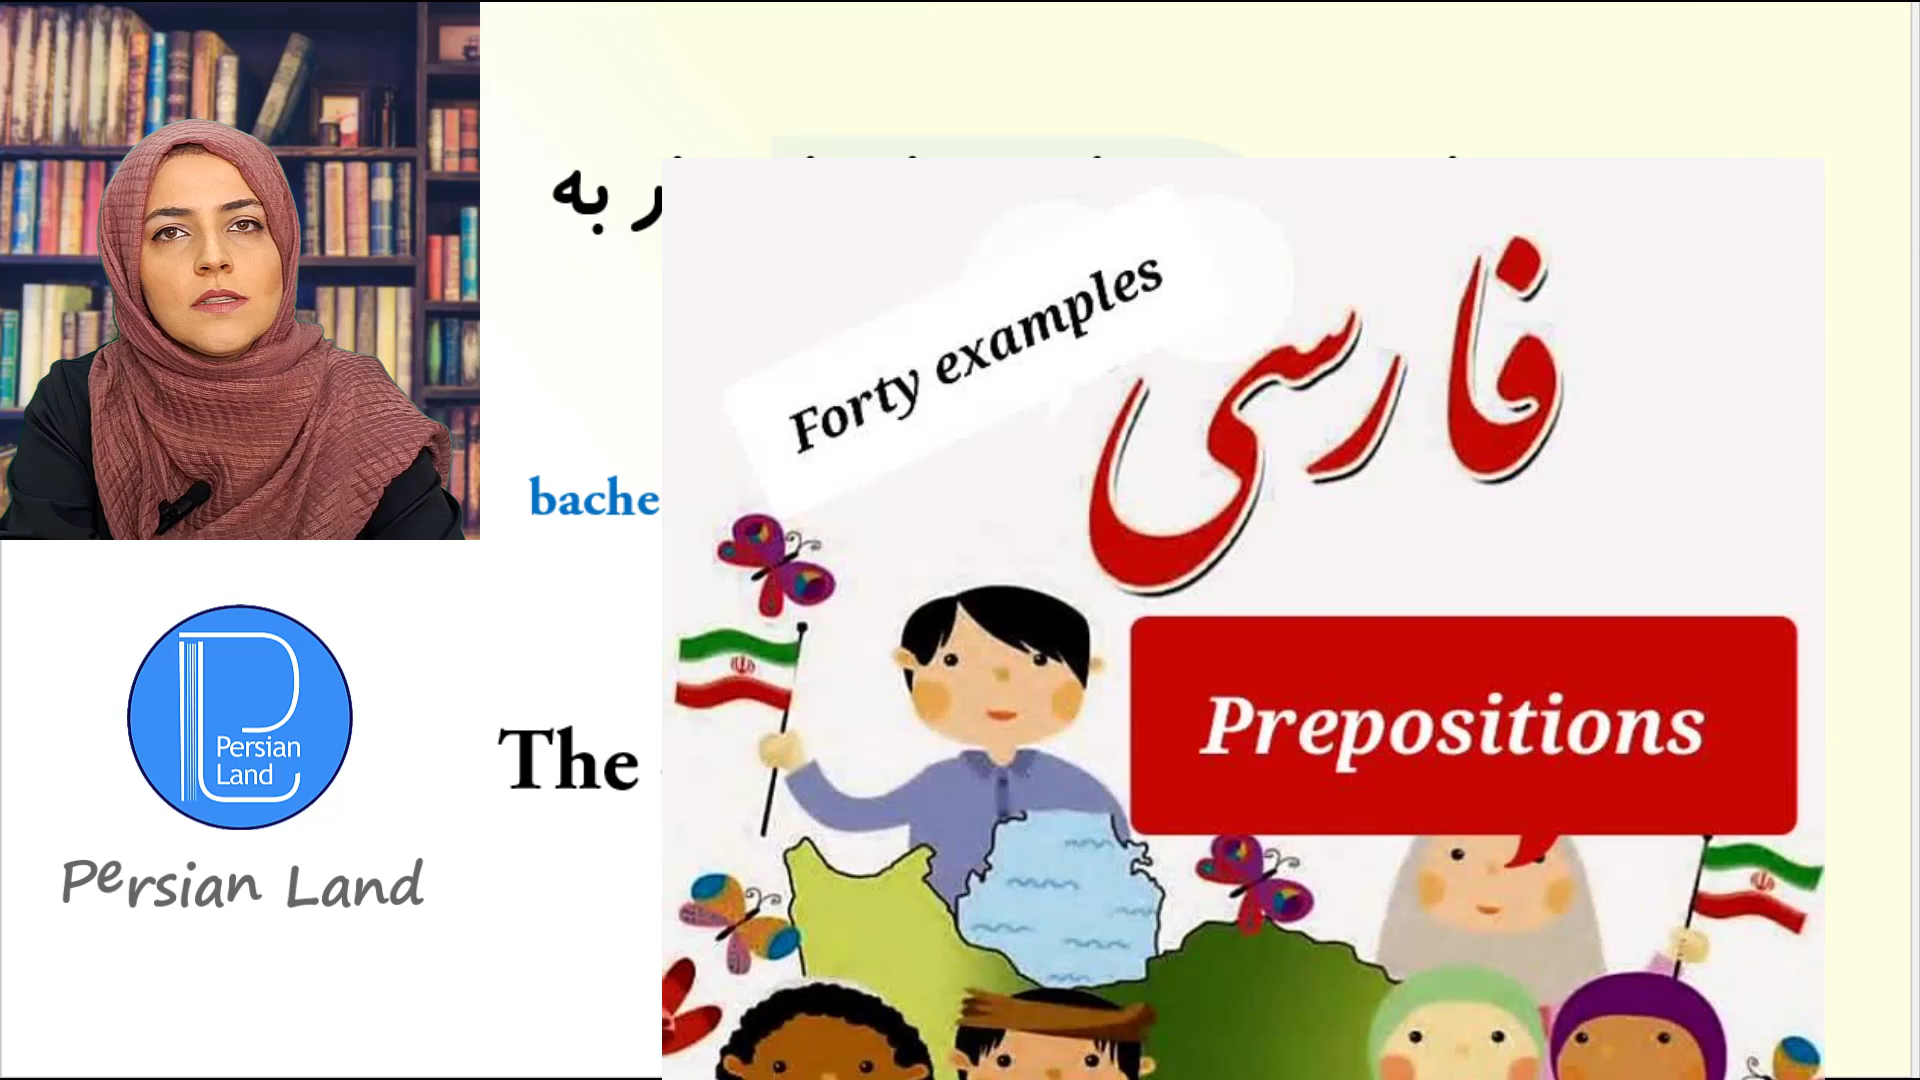 به
Forty examples
فارسی
bache
Prepositions
The
Persian
Land
Persian Land